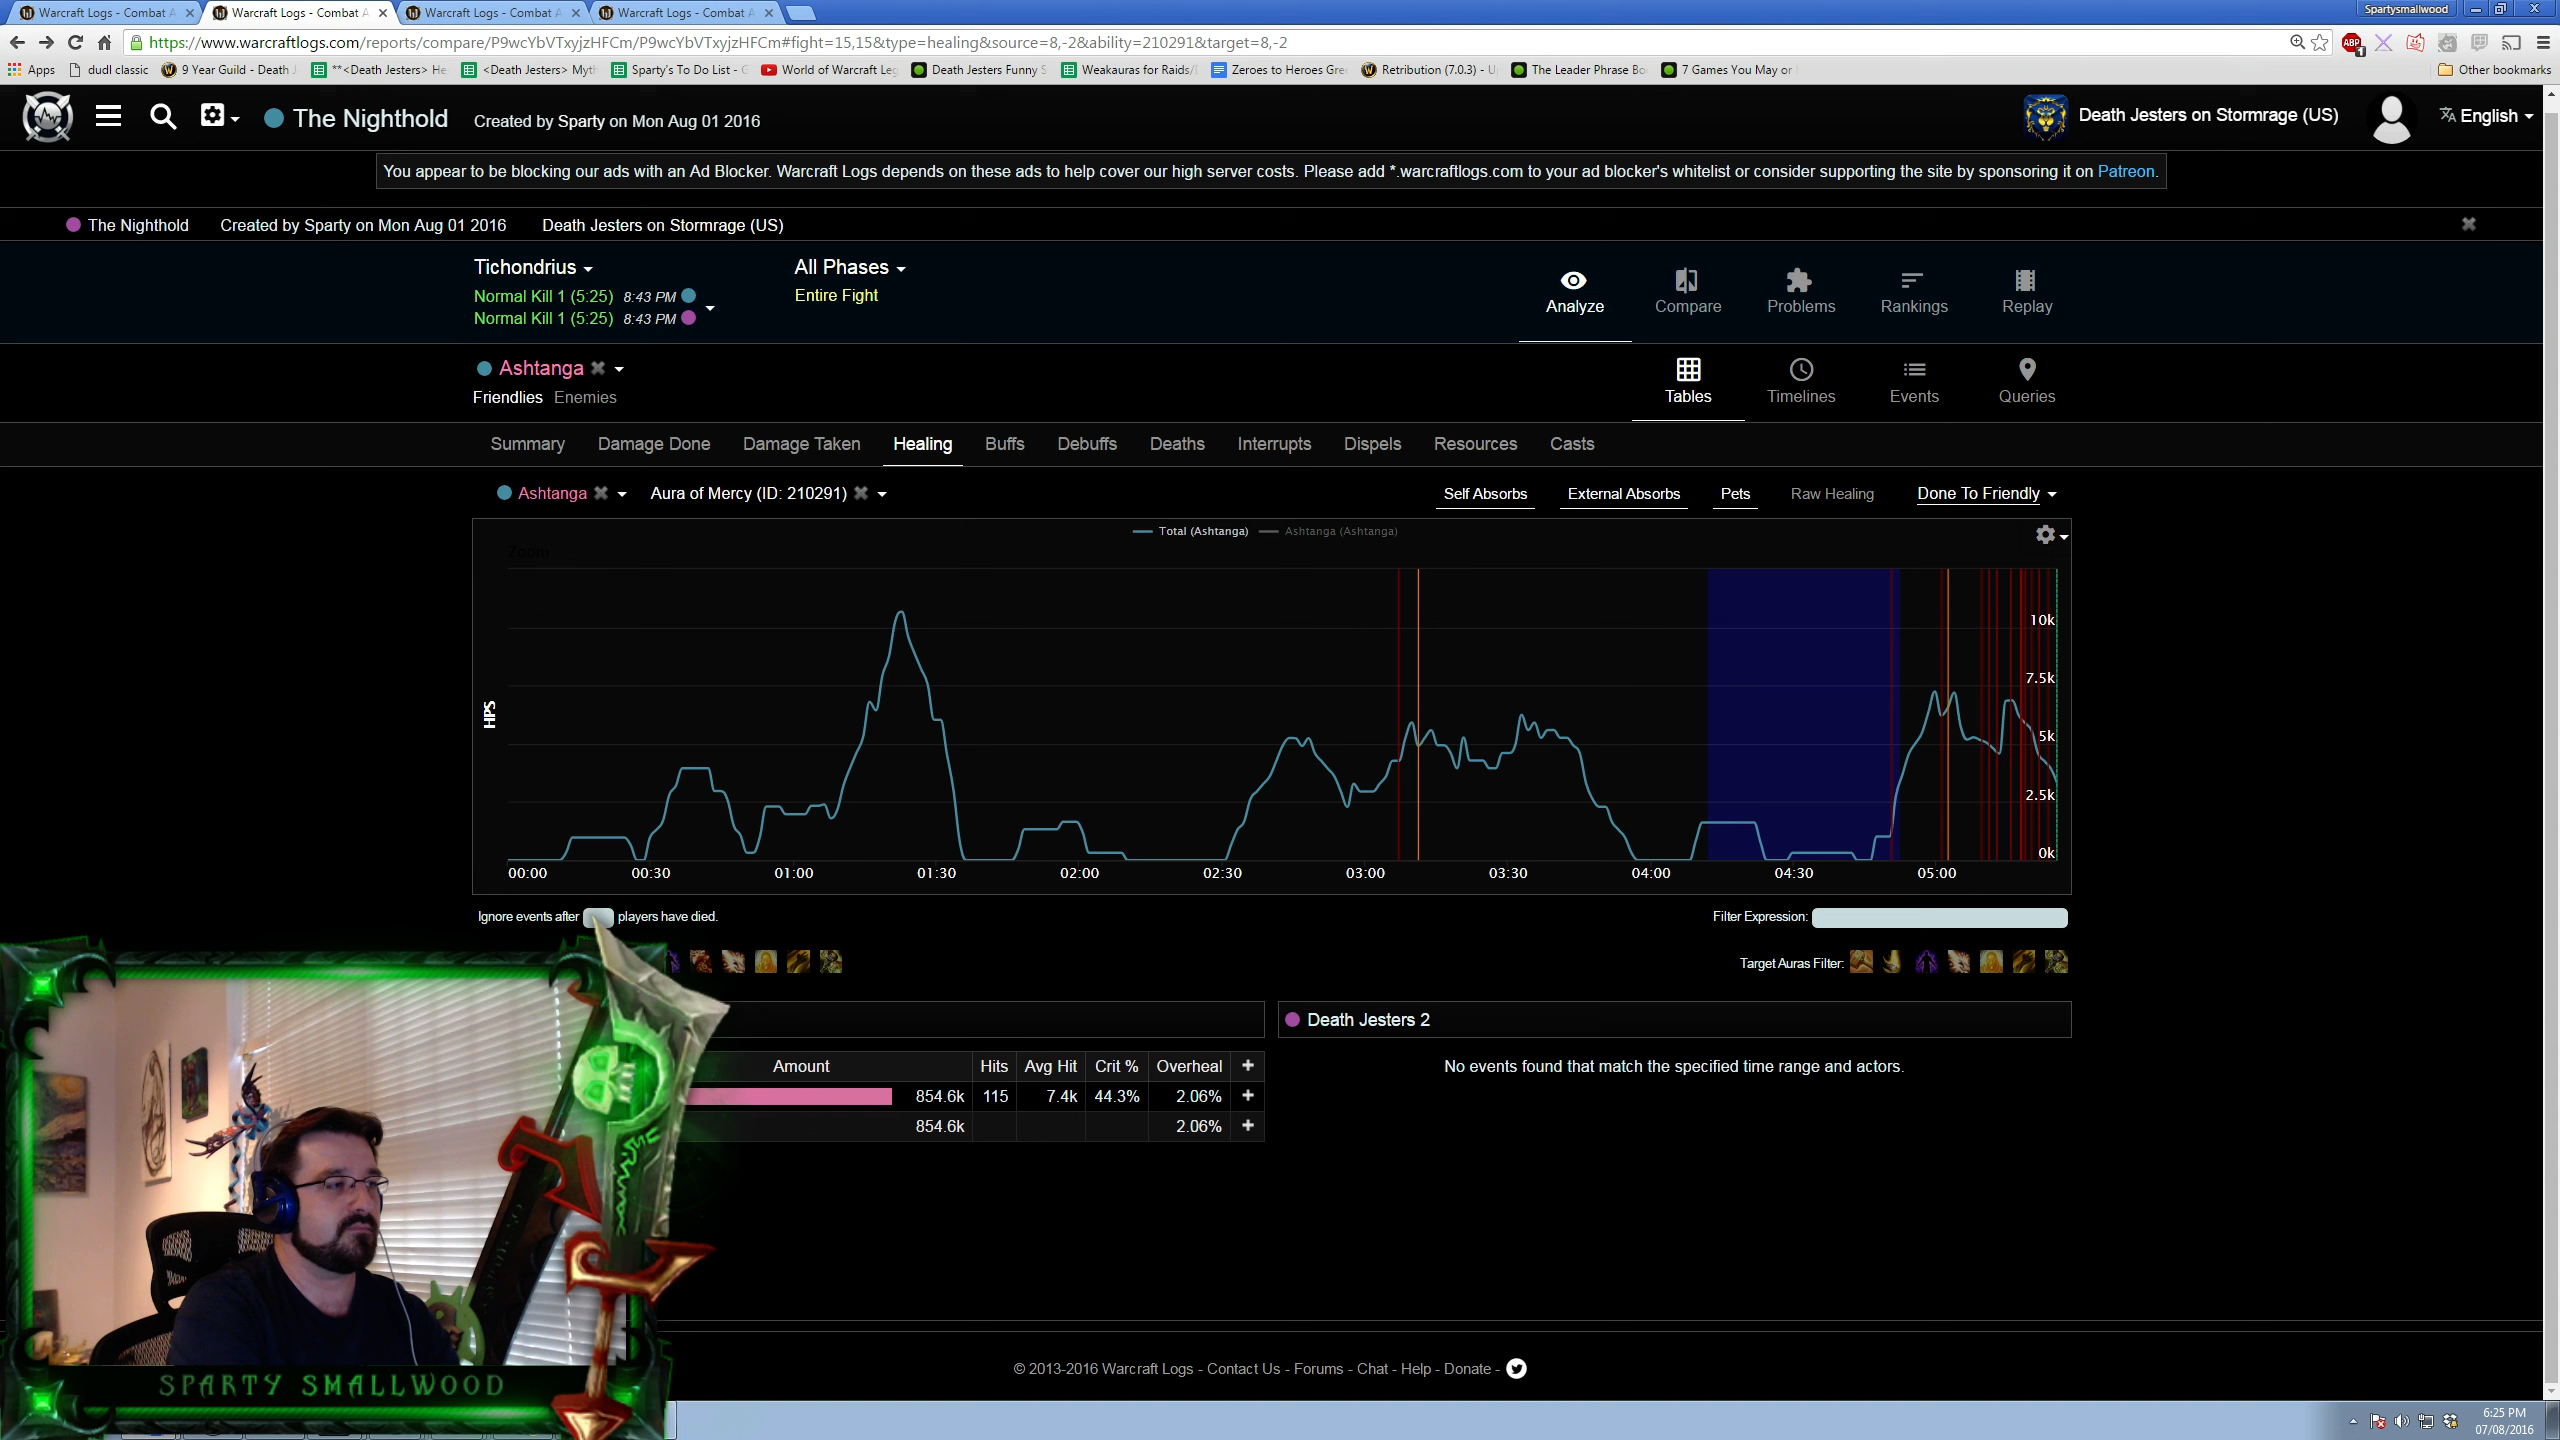 Warcraft Logs - Combat A
Warcraft Logs - Combat A
Warcraft Logs - Combat A
Warcraft Logs - Combat A
Spartysmallwood
https://www.warcraftlogs.com/reports/compare/P9wcYbVTxyjzHFCm/P9wcYbVTxyjzHFCm#fight=15,15&type=healing&source=8,-2&ability=210291&target=8,-2
ABP 1
Apps dudl classic 9 Year Guild - Death J **<Death Jesters> He <Death Jesters> Myth Sparty's To Do List - G World of Warcraft Leg Death Jesters Funny S Weakauras for Raids/ Zeroes to Heroes Gre Retribution (7.0.3) - U The Leader Phrase Bo 7 Games You May or Other bookmarks
The Nighthold Created by Sparty on Mon Aug 01 2016 Death Jesters on Stormrage (US) English
You appear to be blocking our ads with an Ad Blocker. Warcraft Logs depends on these ads to help cover our high server costs. Please add *.warcraftlogs.com to your ad blocker's whitelist or consider supporting the site by sponsoring it on Patreon.
The Nighthold Created by Sparty on Mon Aug 01 2016 Death Jesters on Stormrage (US)
Tichondrius All Phases
Normal Kill 1 (5:25) 8:43 PM Entire Fight
Normal Kill 1 (5:25) 8:43 PM
Analyze Compare Problems Rankings Replay
Ashtanga
Friendlies Enemies
Tables Timelines Events Queries
Summary Damage Done Damage Taken Healing Buffs Debuffs Deaths Interrupts Dispels Resources Casts
Ashtanga Aura of Mercy (ID: 210291) Self Absorbs External Absorbs Pets Raw Healing Done To Friendly
Total (Ashtanga) Ashtanga (Ashtanga)
Zoom
10k
7.5k
HPS
5k
2.5k
0k
00:00 00:30 01:00 01:30 02:00 02:30 03:00 03:30 04:00 04:30 05:00
Ignore events after players have died. Filter Expression:
Target Auras Filter:
Death Jesters 2
Amount Hits Avg Hit Crit % Overheal +
854.6k 115 7.4k 44.3% 2.06% +
854.6k 2.06% +
No events found that match the specified time range and actors.
© 2013-2016 Warcraft Logs - Contact Us - Forums - Chat - Help - Donate -
SPARTY SMALLWOOD
6:25 PM
07/08/2016